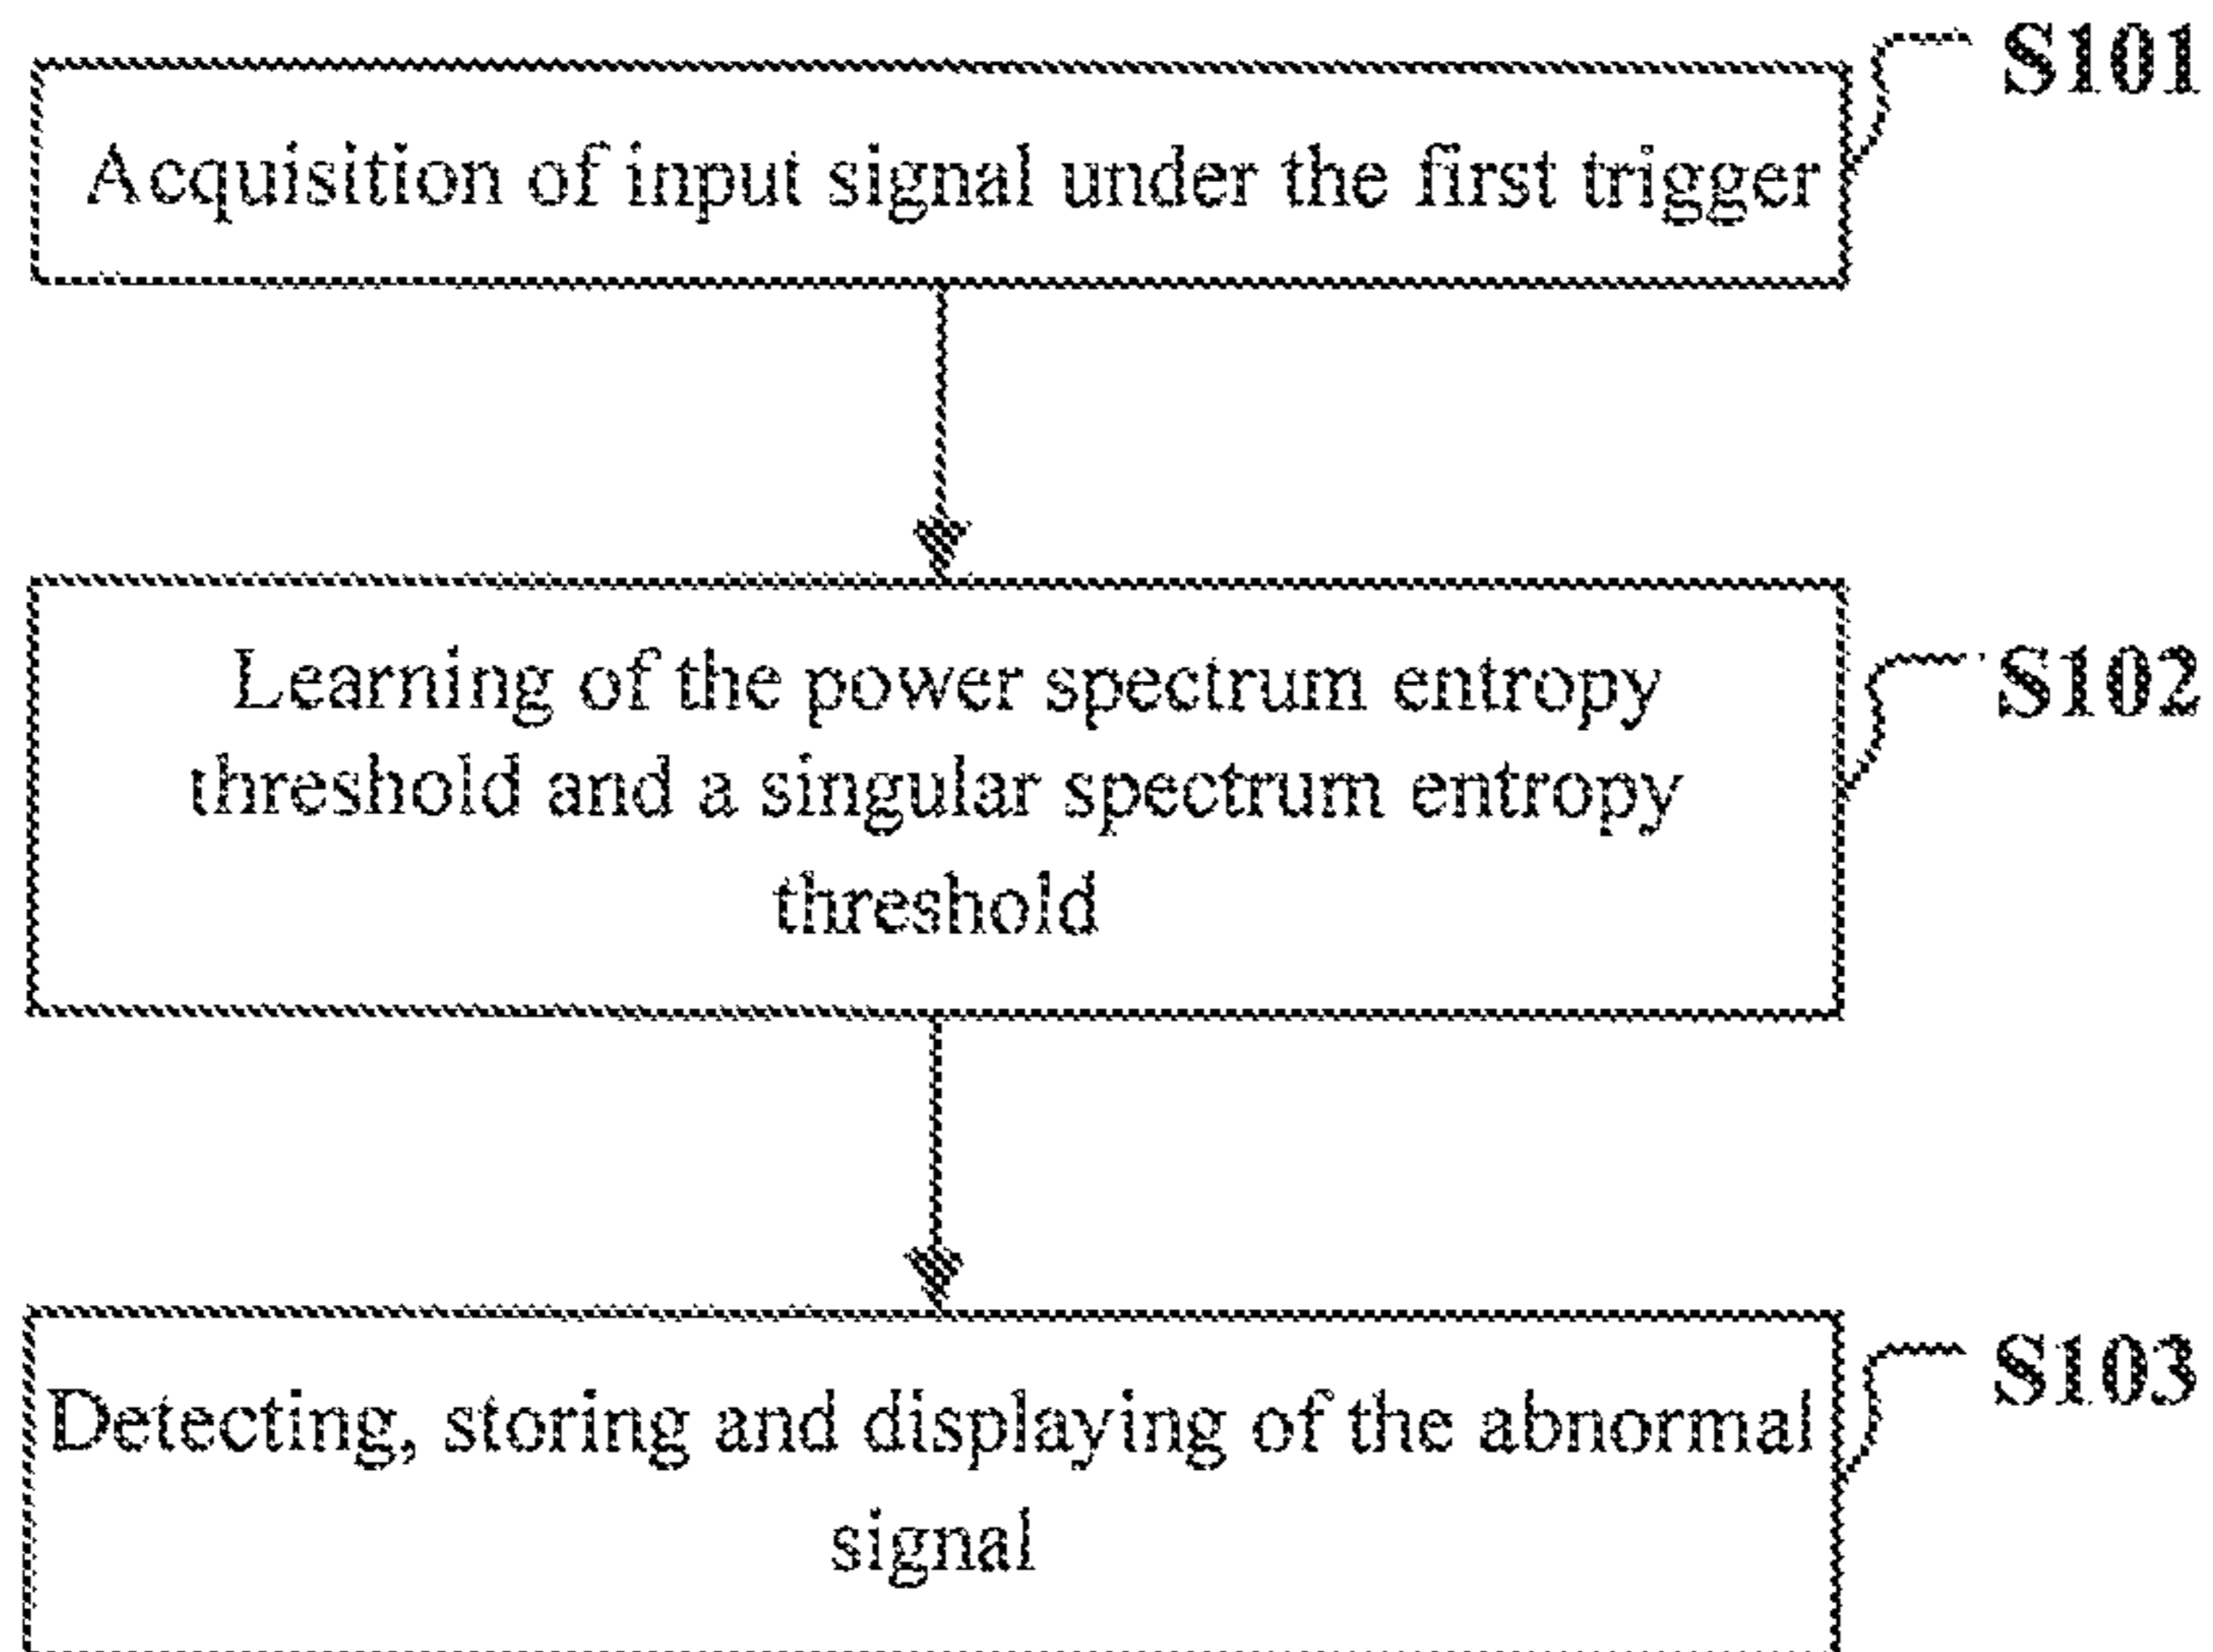 S101
Acquisition of input signal under the first trigger
Learning of the power spectrum entropy
S102
threshold and a singular spectrum entropy
threshold
S103
Detecting, storing and displaying of the abnormal
signal